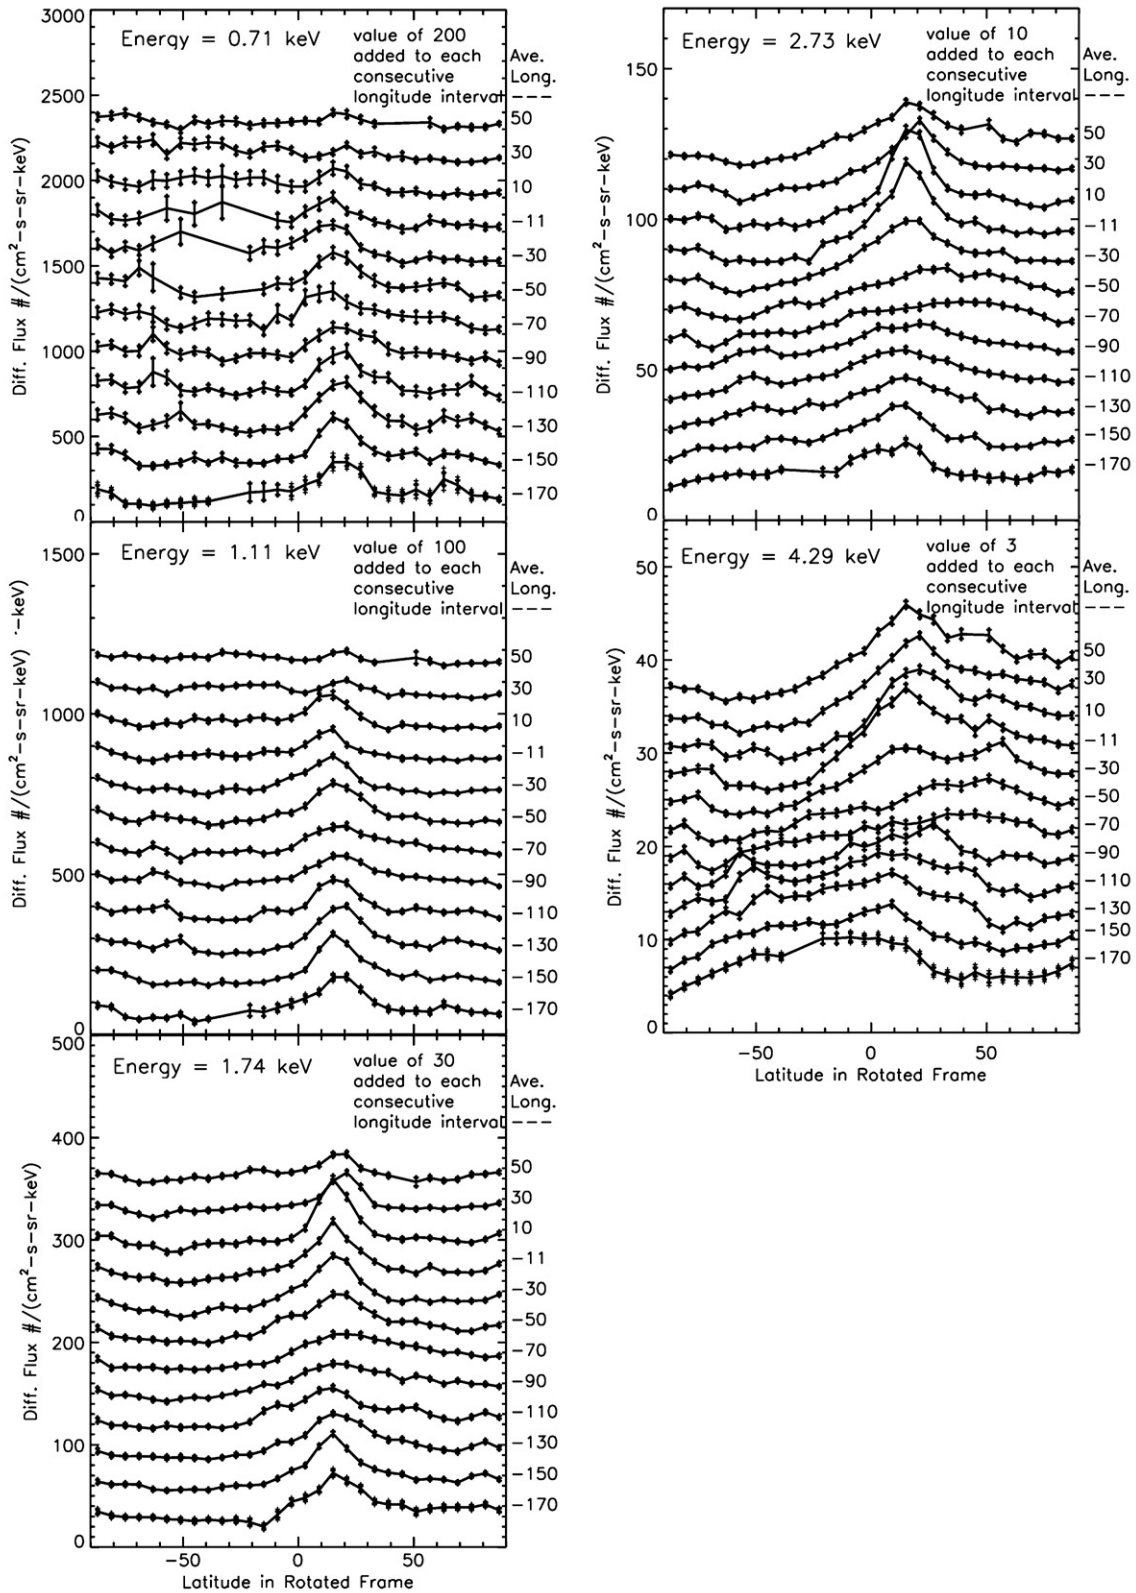 Energy = 0.71 keV
value of 200
added to each
consecutive
longitude interval
Ave.
Long.
3000
2500
2000
1500
1000
500
0
Diff. Flux #/(cm²-s-sr-keV)
50
30
10
-11
-30
-50
-70
-90
-110
-130
-150
-170
Energy = 1.11 keV
value of 100
added to each
consecutive
longitude interval
Ave.
Long.
1500
1000
500
0
Diff. Flux #/(cm²-s-sr-keV) -keV)
50
30
10
-11
-30
-50
-70
-90
-110
-130
-150
-170
Energy = 1.74 keV
value of 30
added to each
consecutive
longitude interval
Ave.
Long.
500
400
300
200
100
0
Diff. Flux #/(cm²-s-sr-keV)
50
30
10
-11
-30
-50
-70
-90
-110
-130
-150
-170
-50
0
50
Latitude in Rotated Frame
Energy = 2.73 keV
value of 10
added to each
consecutive
longitude interval
Ave.
Long.
150
100
50
0
Diff. Flux #/(cm²-s-sr-keV)
50
30
10
-11
-30
-50
-70
-90
-110
-130
-150
-170
Energy = 4.29 keV
value of 3
added to each
consecutive
longitude interval
Ave.
Long.
50
40
30
20
10
0
Diff. Flux #/(cm²-s-sr-keV)
50
30
10
-11
-30
-50
-70
-90
-110
-130
-150
-170
-50
0
50
Latitude in Rotated Frame